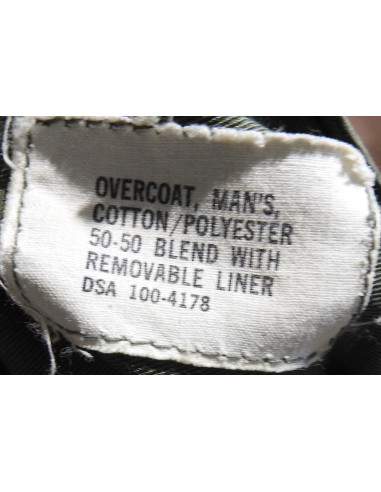 OVERCOAT, MAN'S,
COTTON/POLYESTER
50-50 BLEND WITH
REMOVABLE LINER
DSA 100-4178